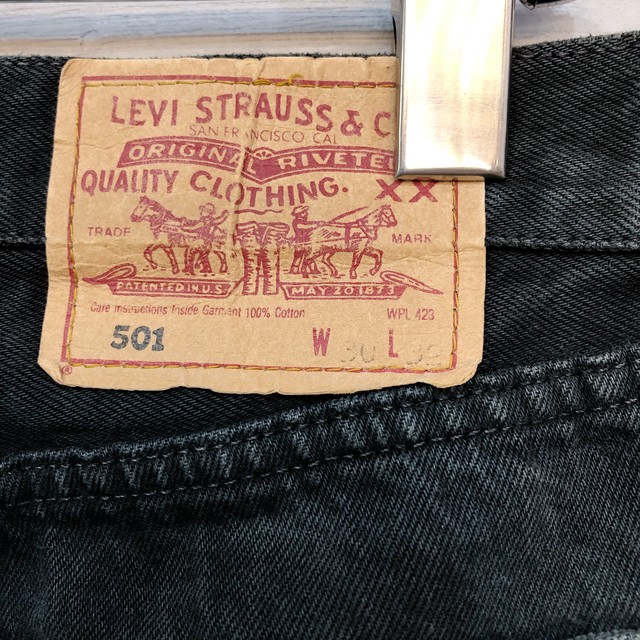 LEVI STRAUSS & C
SAN FRANCISCO CAL
ORIGINAL RIVETED
QUALITY CLOTHING. XX
TRADE MARK
PATENTED IN U.S. MAY 20 1873
Care Instructions Inside Garment 100% Cotton WPL 423
501 W 30 L
®